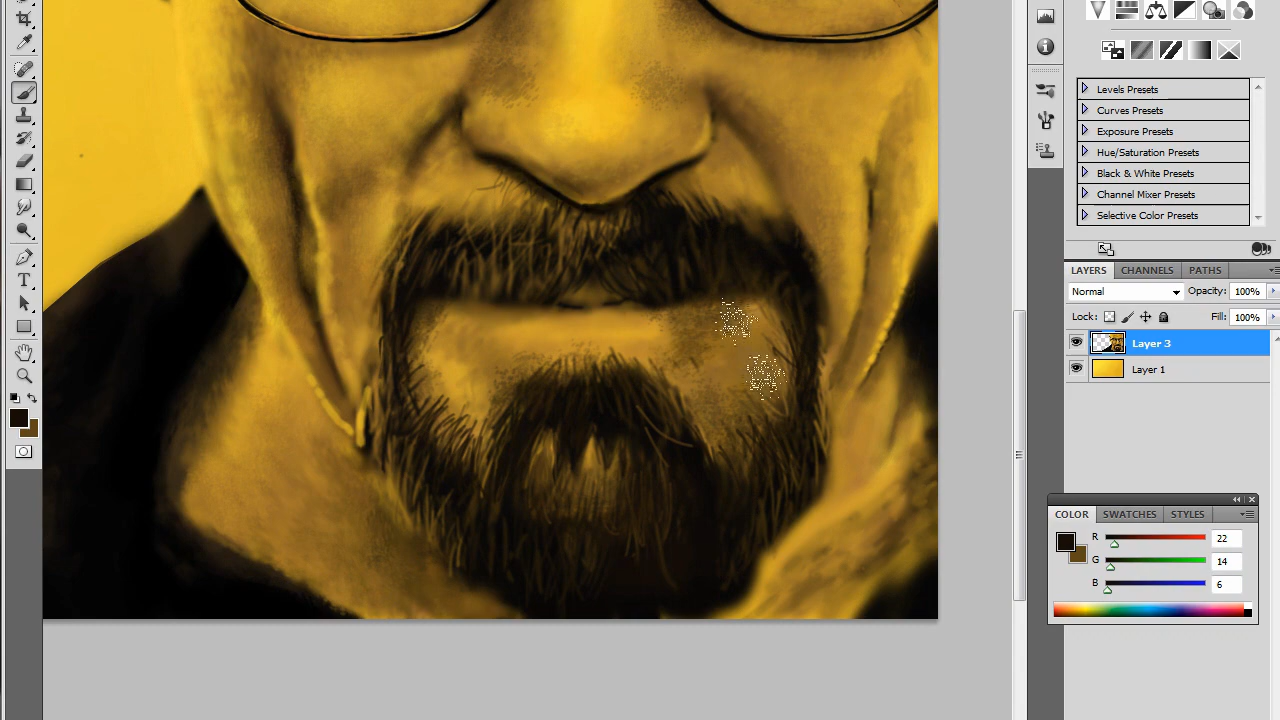 Levels Presets
Curves Presets
Exposure Presets
Hue/Saturation Presets
Black & White Presets
Channel Mixer Presets
Selective Color Presets
LAYERS CHANNELS PATHS
Normal Opacity: 100%
Lock: Fill: 100%
Layer 3
Layer 1
COLOR SWATCHES STYLES
R 22
G 14
B 6
T